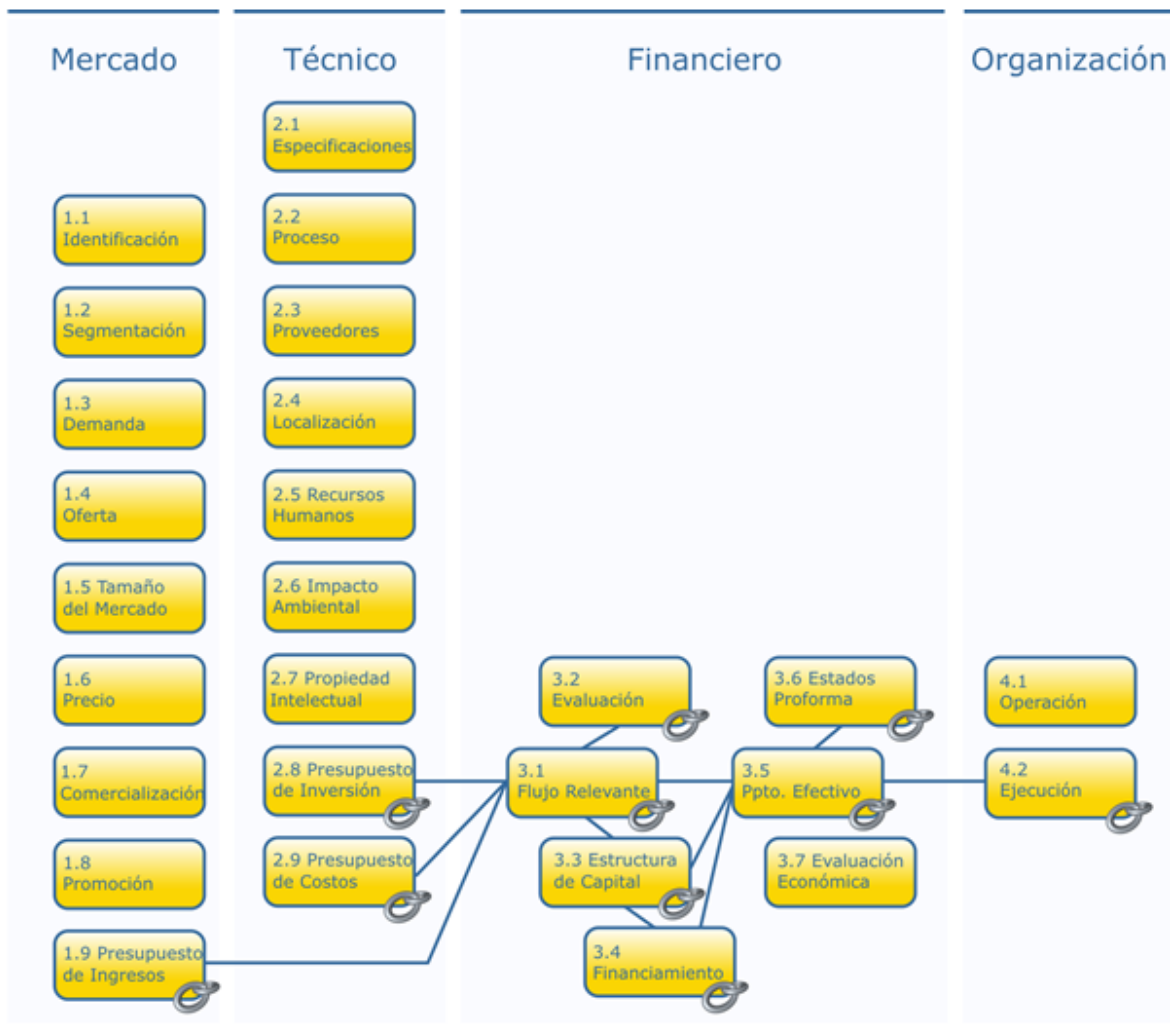 Mercado
1.1
Identificación
1.2
Segmentación
1.3
Demanda
1.4
Oferta
1.5 Tamaño
del Mercado
1.6
Precio
1.7
Comercialización
1.8
Promoción
1.9 Presupuesto
de Ingresos
Técnico
2.1
Especificaciones
2.2
Proceso
2.3
Proveedores
2.4
Localización
2.5 Recursos
Humanos
2.6 Impacto
Ambiental
2.7 Propiedad
Intelectual
2.8 Presupuesto
de Inversión
2.9 Presupuesto
de Costos
Financiero
3.1
Flujo Relevante
3.2
Evaluación
3.3 Estructura
de Capital
3.4
Financiamiento
3.5
Ppto. Efectivo
3.6 Estados
Proforma
3.7 Evaluación
Económica
Organización
4.1
Operación
4.2
Ejecución